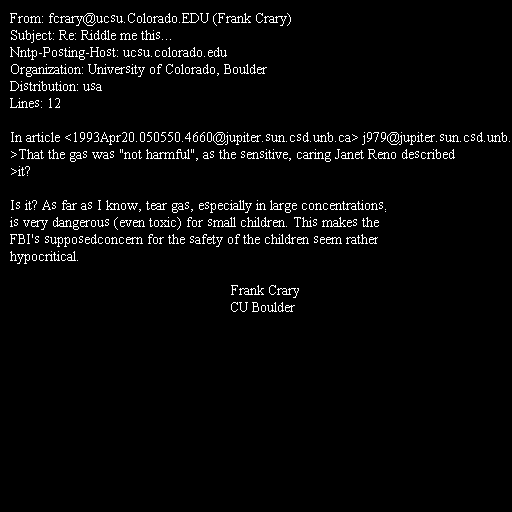 From: fcrary@ucsu.Colorado.EDU (Frank Crary)
Subject: Re: Riddle me this...
Nntp-Posting-Host: ucsu.colorado.edu
Organization: University of Colorado, Boulder
Distribution: usa
Lines: 12

In article <1993Apr20.050550.4660@jupiter.sun.csd.unb.ca> j979@jupiter.sun.csd.unb.
>That the gas was "not harmful", as the sensitive, caring Janet Reno described
>it?

Is it? As far as I know, tear gas, especially in large concentrations,
is very dangerous (even toxic) for small children. This makes the
FBI's supposedconcern for the safety of the children seem rather
hypocritical.

Frank Crary
CU Boulder